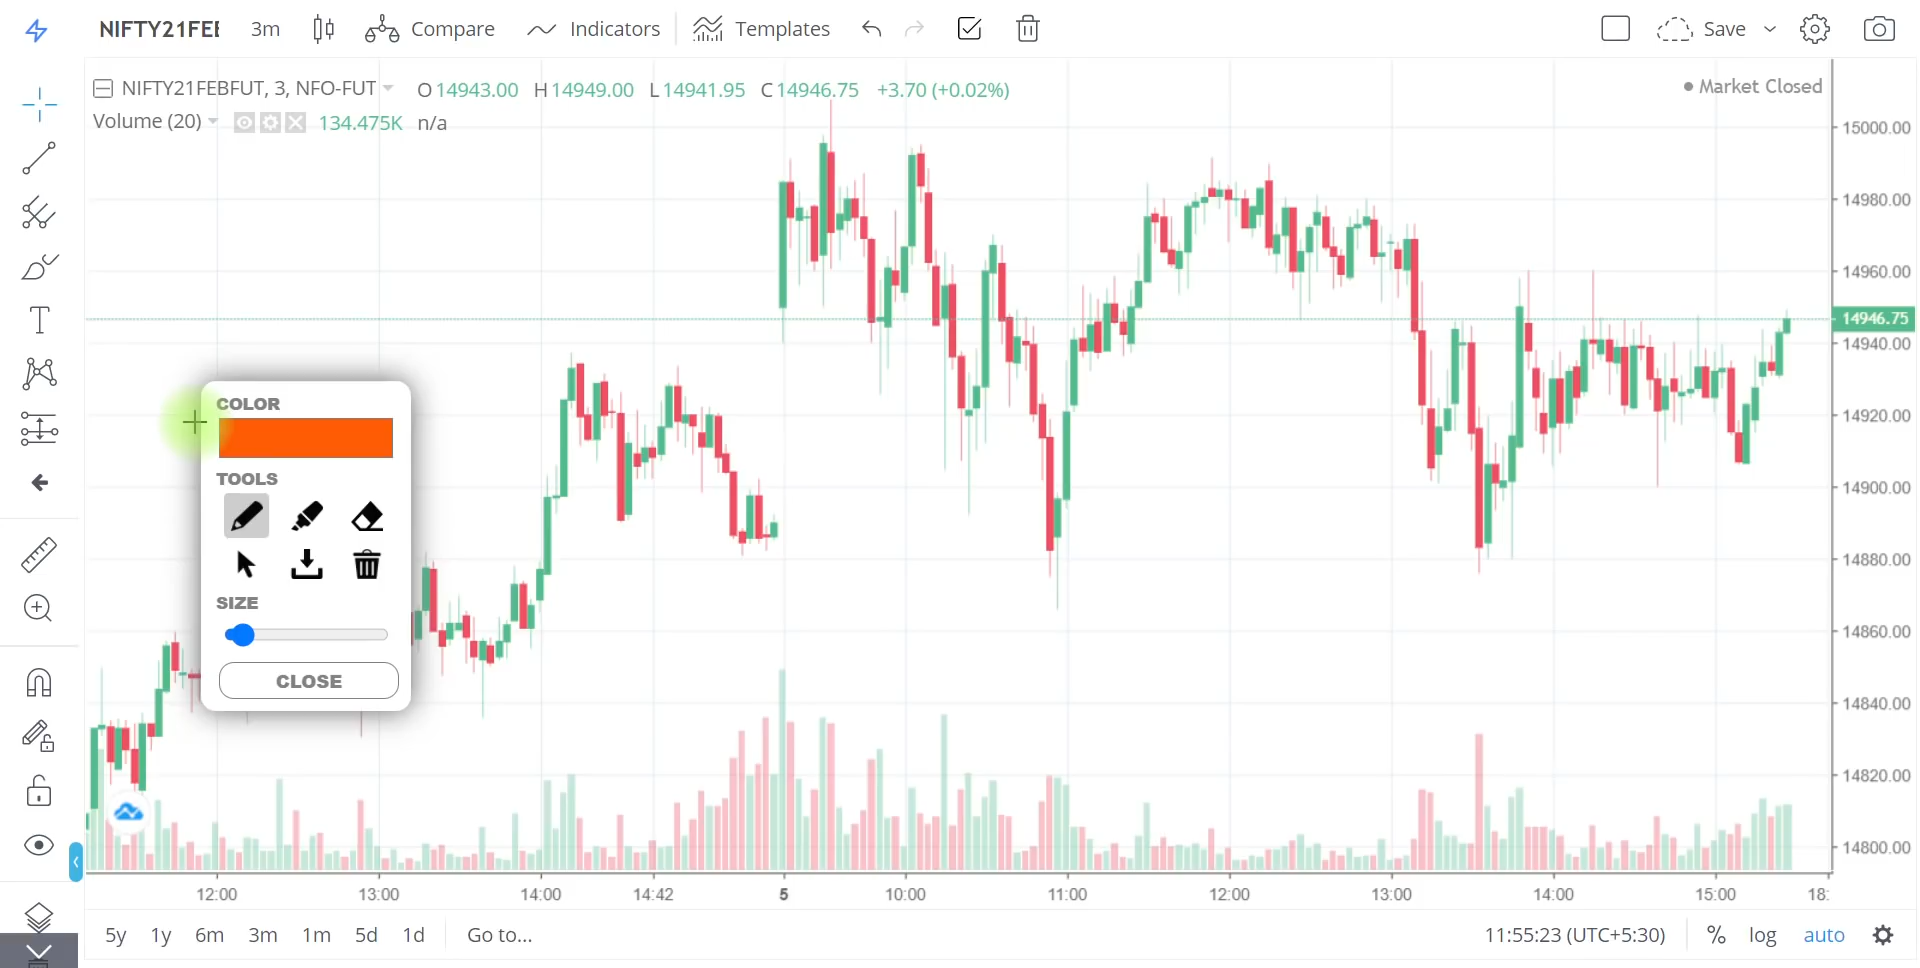 NIFTY21FEB 3m Compare Indicators Templates Save
NIFTY21FEBFUT, 3, NFO-FUT O 14943.00 H 14949.00 L 14941.95 C 14946.75 +3.70 (+0.02%)
Market Closed
Volume (20) 134.475K n/a
15000.00
14980.00
14960.00
14946.75
14940.00
14920.00
14900.00
14880.00
14860.00
14840.00
14820.00
14800.00
COLOR
TOOLS
SIZE
CLOSE
12:00 13:00 14:00 14:42 5 10:00 11:00 12:00 13:00 14:00 15:00 18:
5y 1y 6m 3m 1m 5d 1d Go to... 11:55:23 (UTC+5:30) % log auto